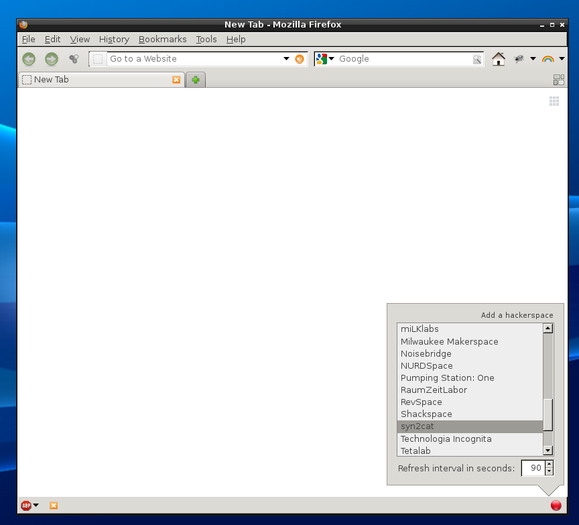 New Tab - Mozilla Firefox
File Edit View History Bookmarks Tools Help
Go to a Website Google
New Tab
Add a hackerspace
miLKlabs
Milwaukee Makerspace
Noisebridge
NURDSpace
Pumping Station: One
RaumZeitLabor
RevSpace
Shackspace
syn2cat
Technologia Incognita
Tetalab
Refresh interval in seconds: 90
ABP